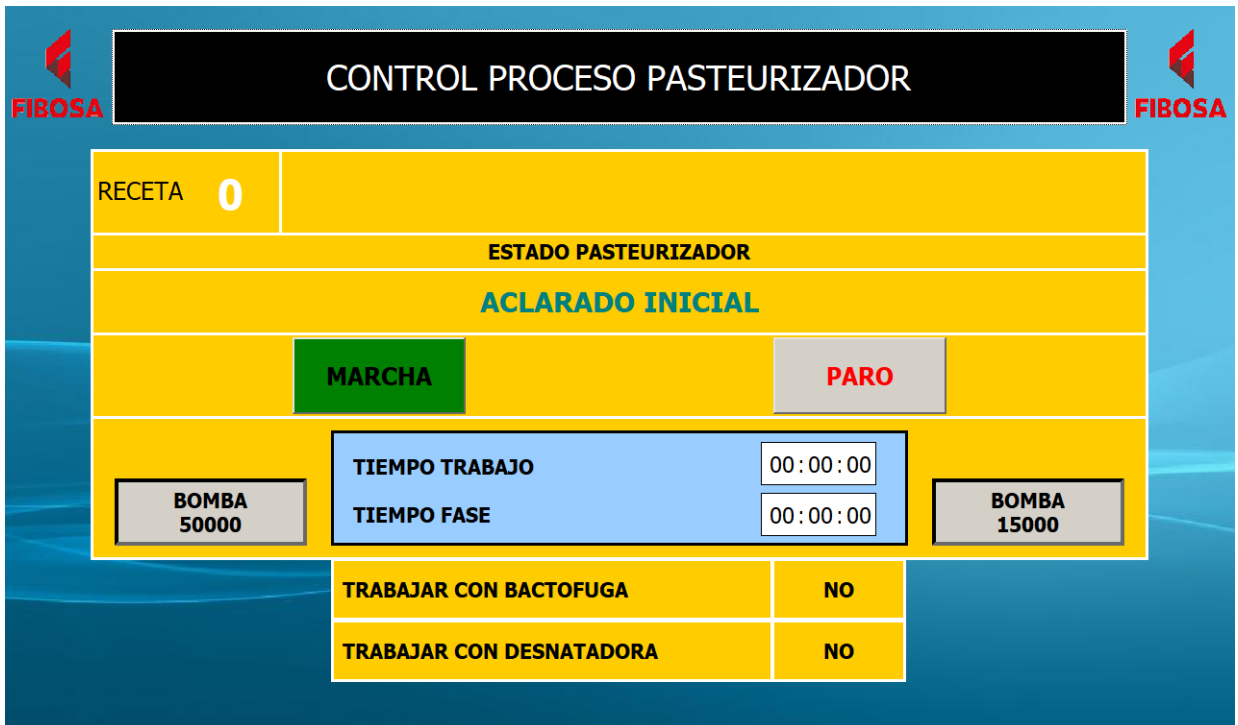 FIBOSA
CONTROL PROCESO PASTEURIZADOR
FIBOSA
RECETA 0
ESTADO PASTEURIZADOR
ACLARADO INICIAL
MARCHA
PARO
TIEMPO TRABAJO 00:00:00
TIEMPO FASE 00:00:00
BOMBA
50000
BOMBA
15000
TRABAJAR CON BACTOFUGA NO
TRABAJAR CON DESNATADORA NO